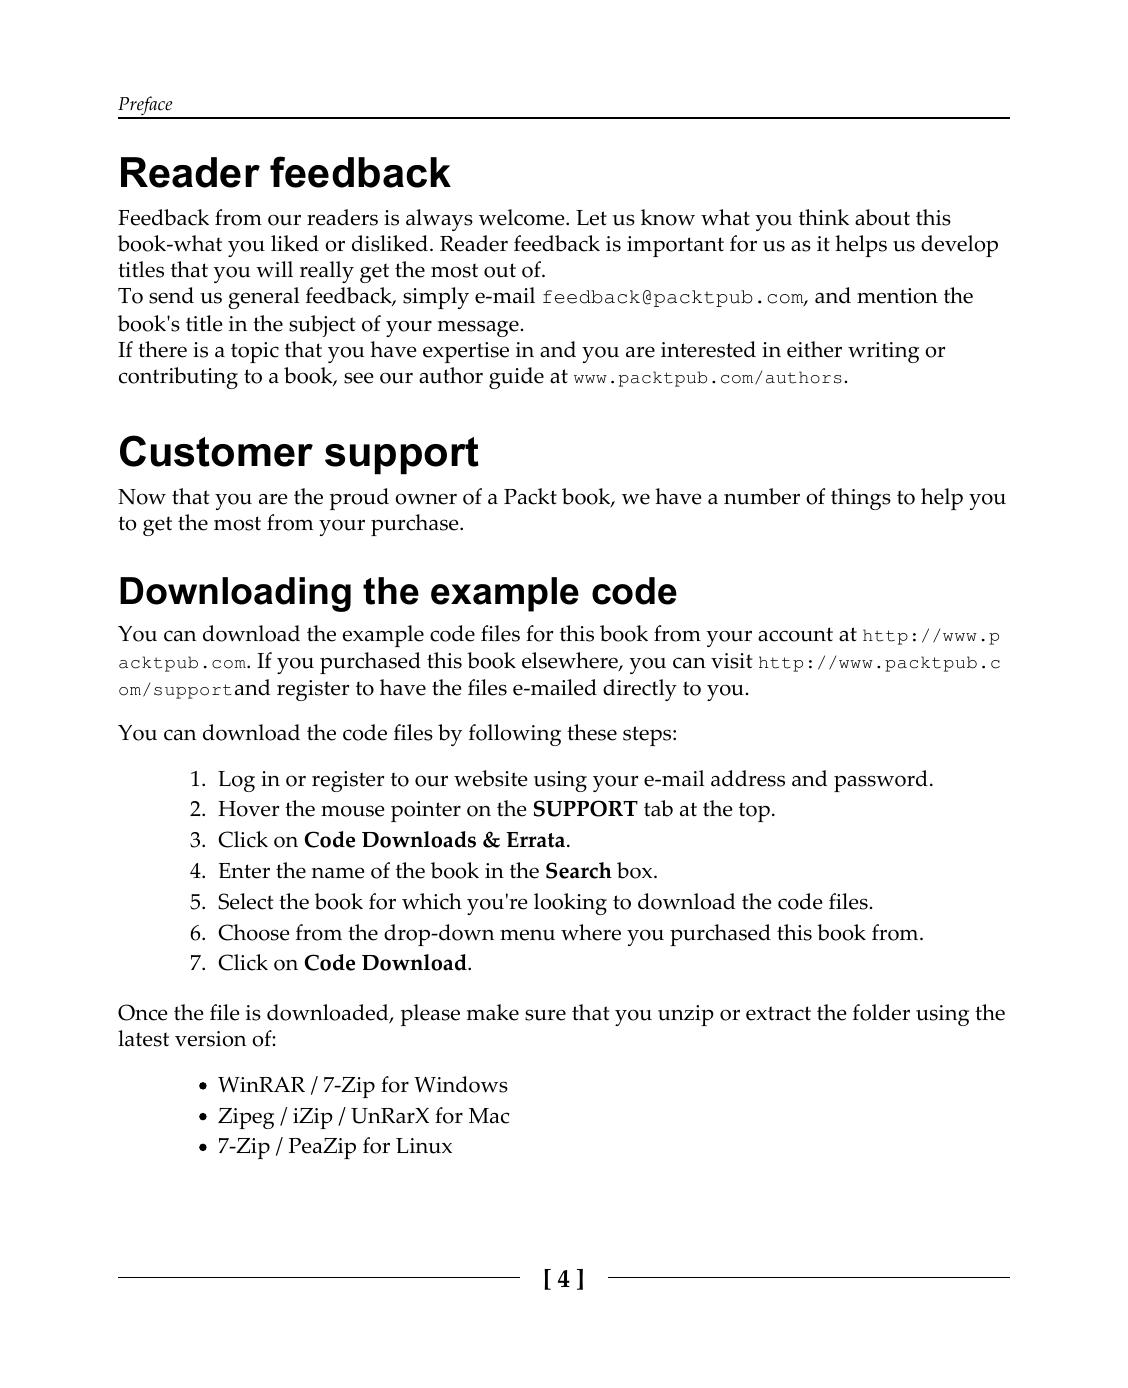 Preface
Reader feedback
Feedback from our readers is always welcome. Let us know what you think about this
book-what you liked or disliked. Reader feedback is important for us as it helps us develop
titles that you will really get the most out of.
To send us general feedback, simply e-mail feedback@packtpub.com, and mention the
book's title in the subject of your message.
If there is a topic that you have expertise in and you are interested in either writing or
contributing to a book, see our author guide at www.packtpub.com/authors.
Customer support
Now that you are the proud owner of a Packt book, we have a number of things to help you
to get the most from your purchase.
Downloading the example code
You can download the example code files for this book from your account at http://www.p
acktpub.com. If you purchased this book elsewhere, you can visit http://www.packtpub.c
om/supportand register to have the files e-mailed directly to you.
You can download the code files by following these steps:
1. Log in or register to our website using your e-mail address and password.
2. Hover the mouse pointer on the SUPPORT tab at the top.
3. Click on Code Downloads & Errata.
4. Enter the name of the book in the Search box.
5. Select the book for which you're looking to download the code files.
6. Choose from the drop-down menu where you purchased this book from.
7. Click on Code Download.
Once the file is downloaded, please make sure that you unzip or extract the folder using the
latest version of:
• WinRAR / 7-Zip for Windows
• Zipeg / iZip / UnRarX for Mac
• 7-Zip / PeaZip for Linux
[ 4 ]